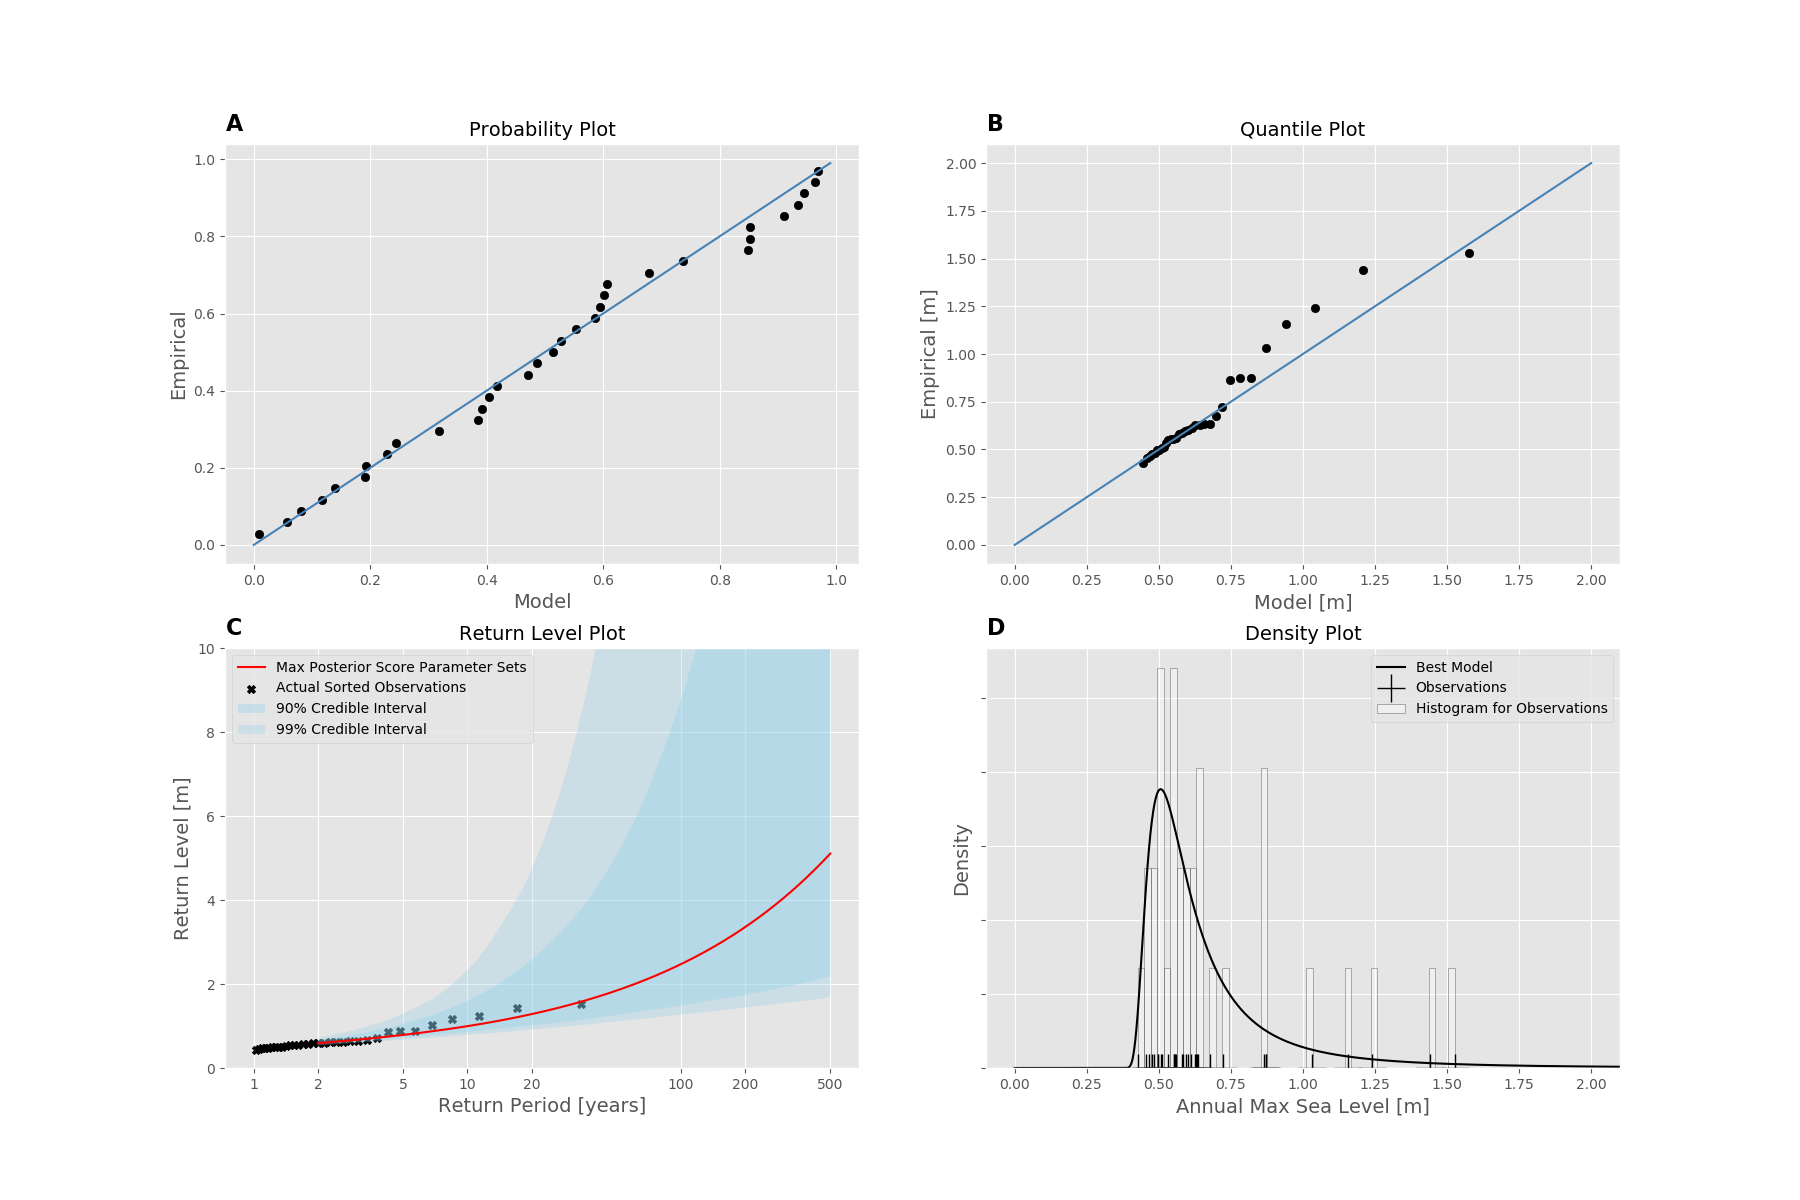 A
Probability Plot
1.0
0.8
0.6
0.4
0.2
0.0
Empirical
0.0 0.2 0.4 0.6 0.8 1.0
Model
B
Quantile Plot
2.00
1.75
1.50
1.25
1.00
0.75
0.50
0.25
0.00
Empirical [m]
0.00 0.25 0.50 0.75 1.00 1.25 1.50 1.75 2.00
Model [m]
C
Return Level Plot
Max Posterior Score Parameter Sets
Actual Sorted Observations
90% Credible Interval
99% Credible Interval
10
8
6
4
2
0
Return Level [m]
1 2 5 10 20 100 200 500
Return Period [years]
D
Density Plot
Best Model
Observations
Histogram for Observations
Density
0.00 0.25 0.50 0.75 1.00 1.25 1.50 1.75 2.00
Annual Max Sea Level [m]